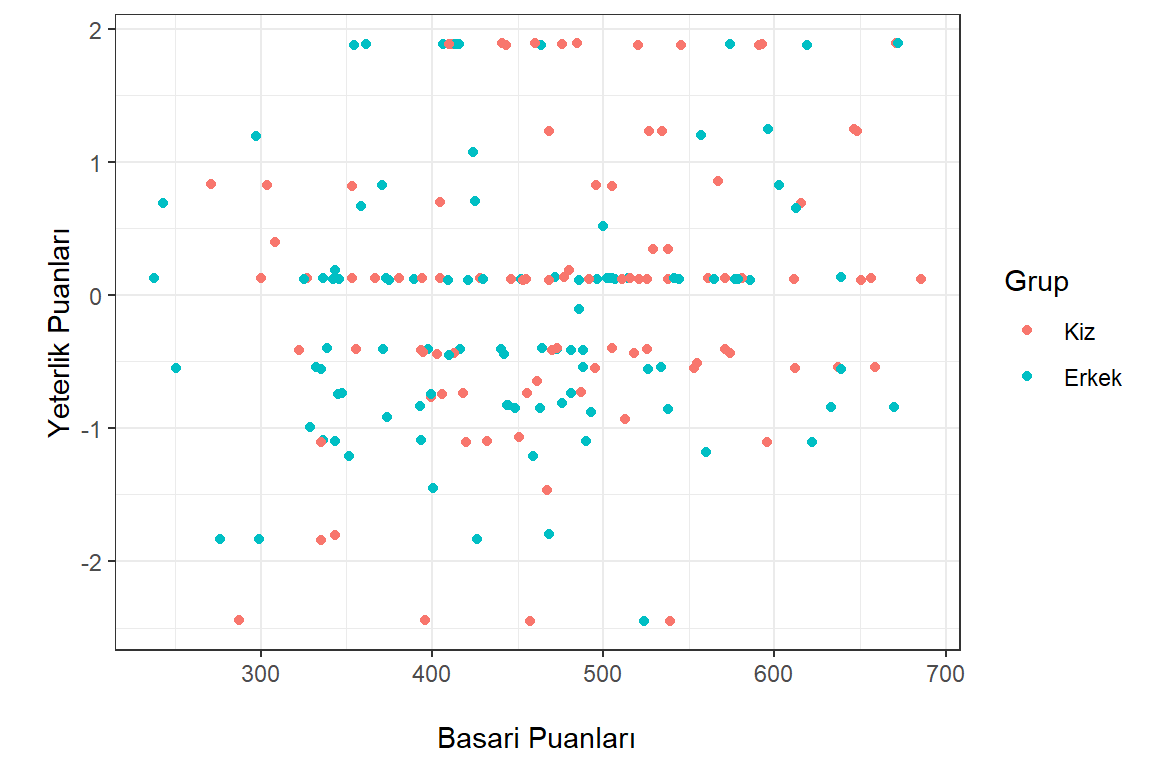 2
1
0
-1
-2
Yeterlik Puanları
300 400 500 600 700
Basari Puanları
Grup
Kiz
Erkek